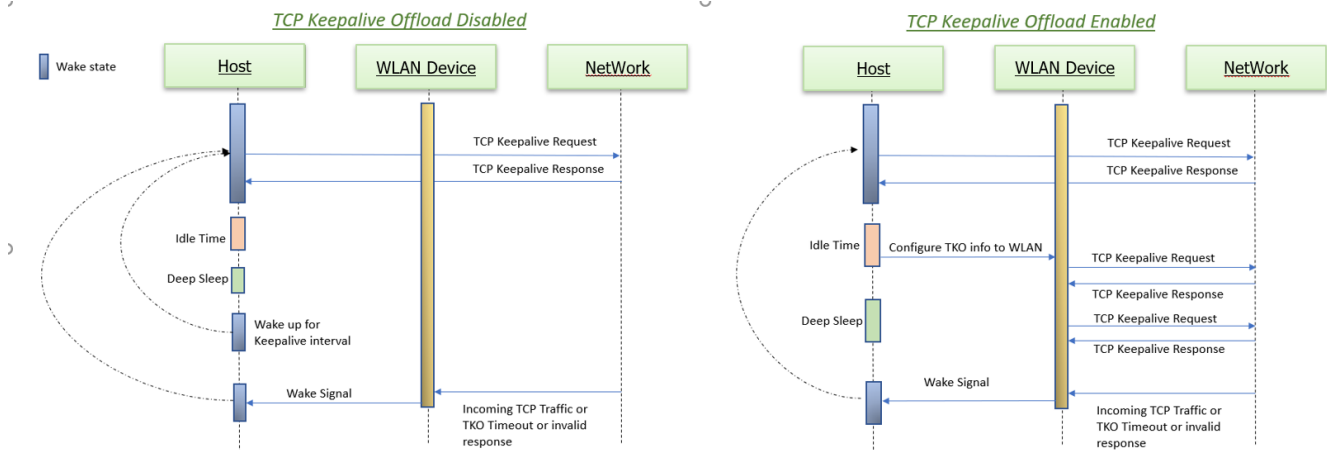 TCP Keepalive Offload Disabled
Wake state
Host
WLAN Device
NetWork
TCP Keepalive Request
TCP Keepalive Response
Idle Time
Deep Sleep
Wake up for
Keepalive interval
Wake Signal
Incoming TCP Traffic or
TKO Timeout or invalid
response
TCP Keepalive Offload Enabled
Host
WLAN Device
NetWork
TCP Keepalive Request
TCP Keepalive Response
Idle Time
Configure TKO info to WLAN
TCP Keepalive Request
TCP Keepalive Response
Deep Sleep
TCP Keepalive Request
TCP Keepalive Response
Wake Signal
Incoming TCP Traffic or
TKO Timeout or invalid
response